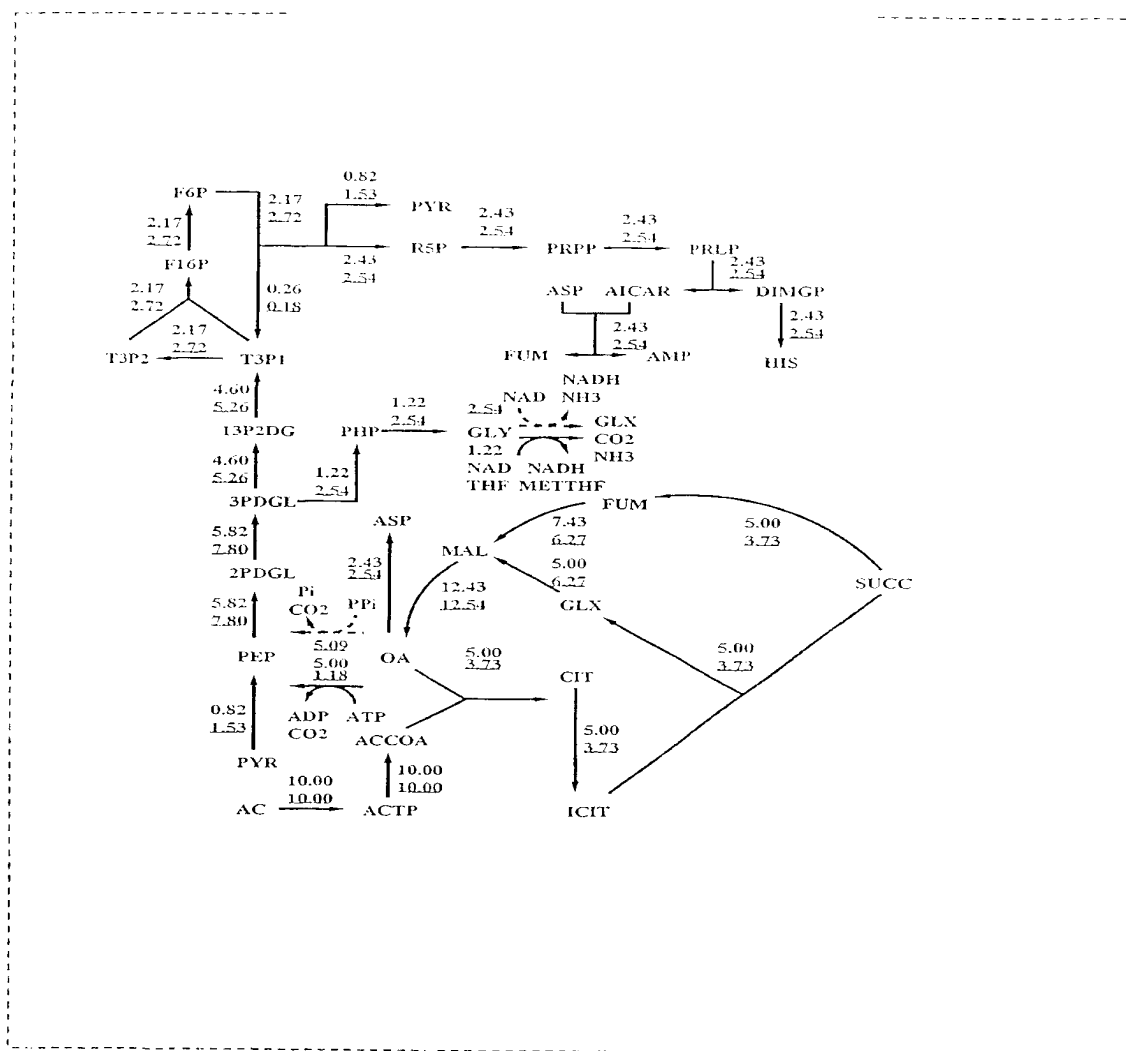 0.82
1.53
F6P
2.17
2.72
PYR
2.17
2.72
2.43
2.54
2.43
2.54
R5P
PRPP
PRLP
F16P
2.43
2.54
2.43
2.54
2.17
2.72
0.26
0.18
ASP AICAR
DIMGP
2.17
2.72
2.43
2.54
2.43
2.54
T3P2
T3P1
FUM
AMP
HIS
4.60
5.26
1.22
2.54
2.54
NAD
NADH
NH3
13P2DG
PHP
GLY
GLX
CO2
NH3
1.22
NAD NADH
THF METTHF
4.60
5.26
1.22
2.54
3PDGL
FUM
ASP
5.82
7.80
7.43
6.27
5.00
3.73
MAL
2PDGL
2.43
2.54
5.00
6.27
SUCC
Pi
CO2
PPi
12.43
12.54
GLX
5.82
7.80
5.09
PEP
5.00
1.18
OA
5.00
3.73
5.00
3.73
CIT
0.82
1.53
ADP
CO2
ATP
ACCOA
5.00
3.73
PYR
10.00
10.00
10.00
10.00
AC
ACTP
ICIT